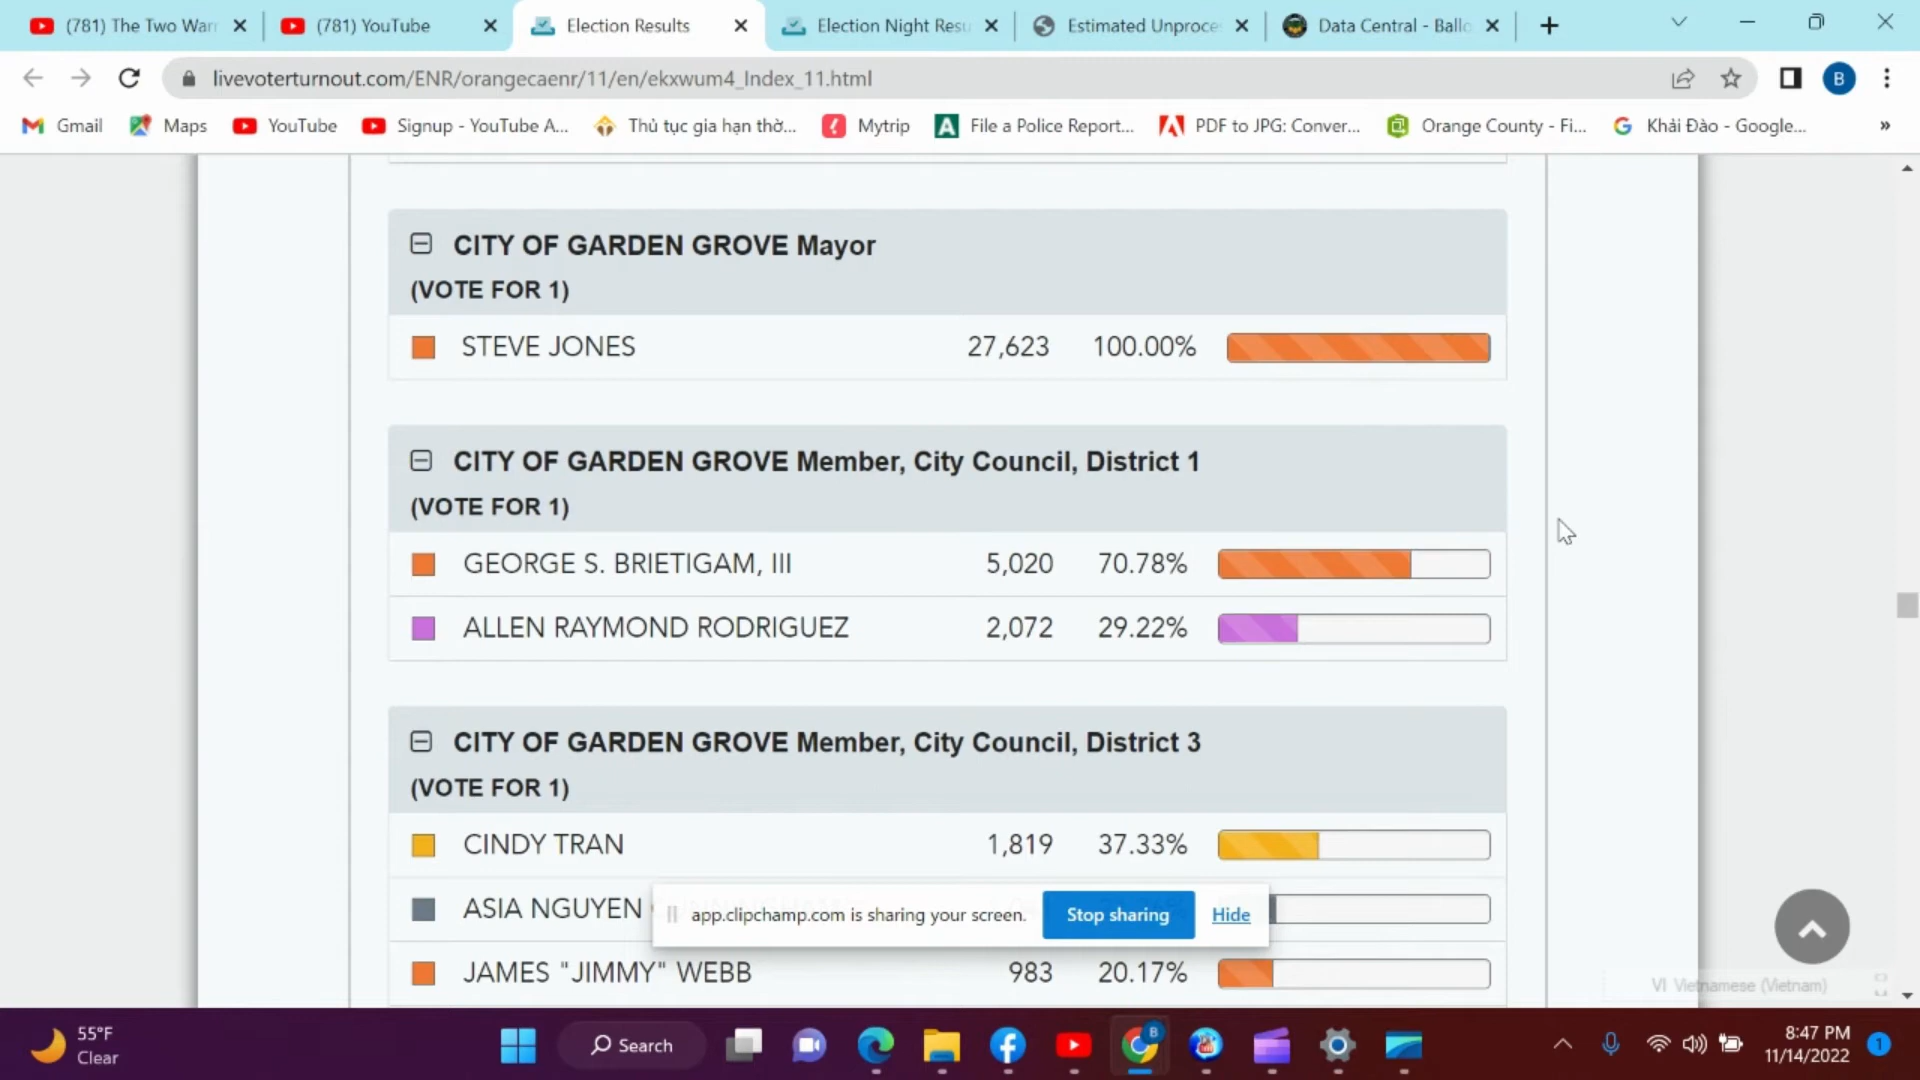 (781) The Two Warr
(781) YouTube
Election Results
Election Night Resu
Estimated Unproce
Data Central - Ballo
livevoterturnout.com/ENR/orangecaenr/11/en/ekxwum4_Index_11.html
B
Gmail
Maps
YouTube
Signup - YouTube A...
Thủ tục gia hạn thờ...
Mytrip
File a Police Report...
PDF to JPG: Conver...
Orange County - Fi...
Khải Đào - Google...
»
CITY OF GARDEN GROVE Mayor
(VOTE FOR 1)
STEVE JONES 27,623 100.00%
CITY OF GARDEN GROVE Member, City Council, District 1
(VOTE FOR 1)
GEORGE S. BRIETIGAM, III 5,020 70.78%
ALLEN RAYMOND RODRIGUEZ 2,072 29.22%
CITY OF GARDEN GROVE Member, City Council, District 3
(VOTE FOR 1)
CINDY TRAN 1,819 37.33%
ASIA NGUYEN
app.clipchamp.com is sharing your screen. Stop sharing Hide
JAMES "JIMMY" WEBB 983 20.17%
VI Vietnamese (Vietnam)
55°F
Clear
Search
B
8:47 PM
11/14/2022
1